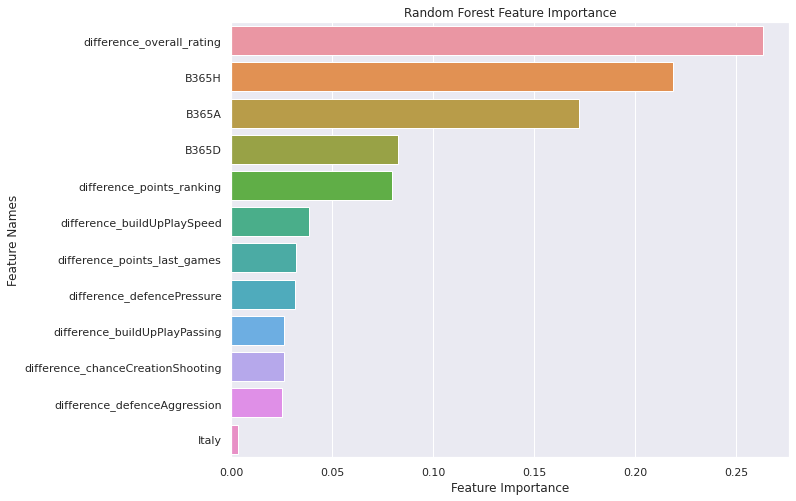 Random Forest Feature Importance
difference_overall_rating
B365H
B365A
B365D
difference_points_ranking
difference_buildUpPlaySpeed
difference_points_last_games
difference_defencePressure
difference_buildUpPlayPassing
difference_chanceCreationShooting
difference_defenceAggression
Italy
Feature Names
0.00 0.05 0.10 0.15 0.20 0.25
Feature Importance